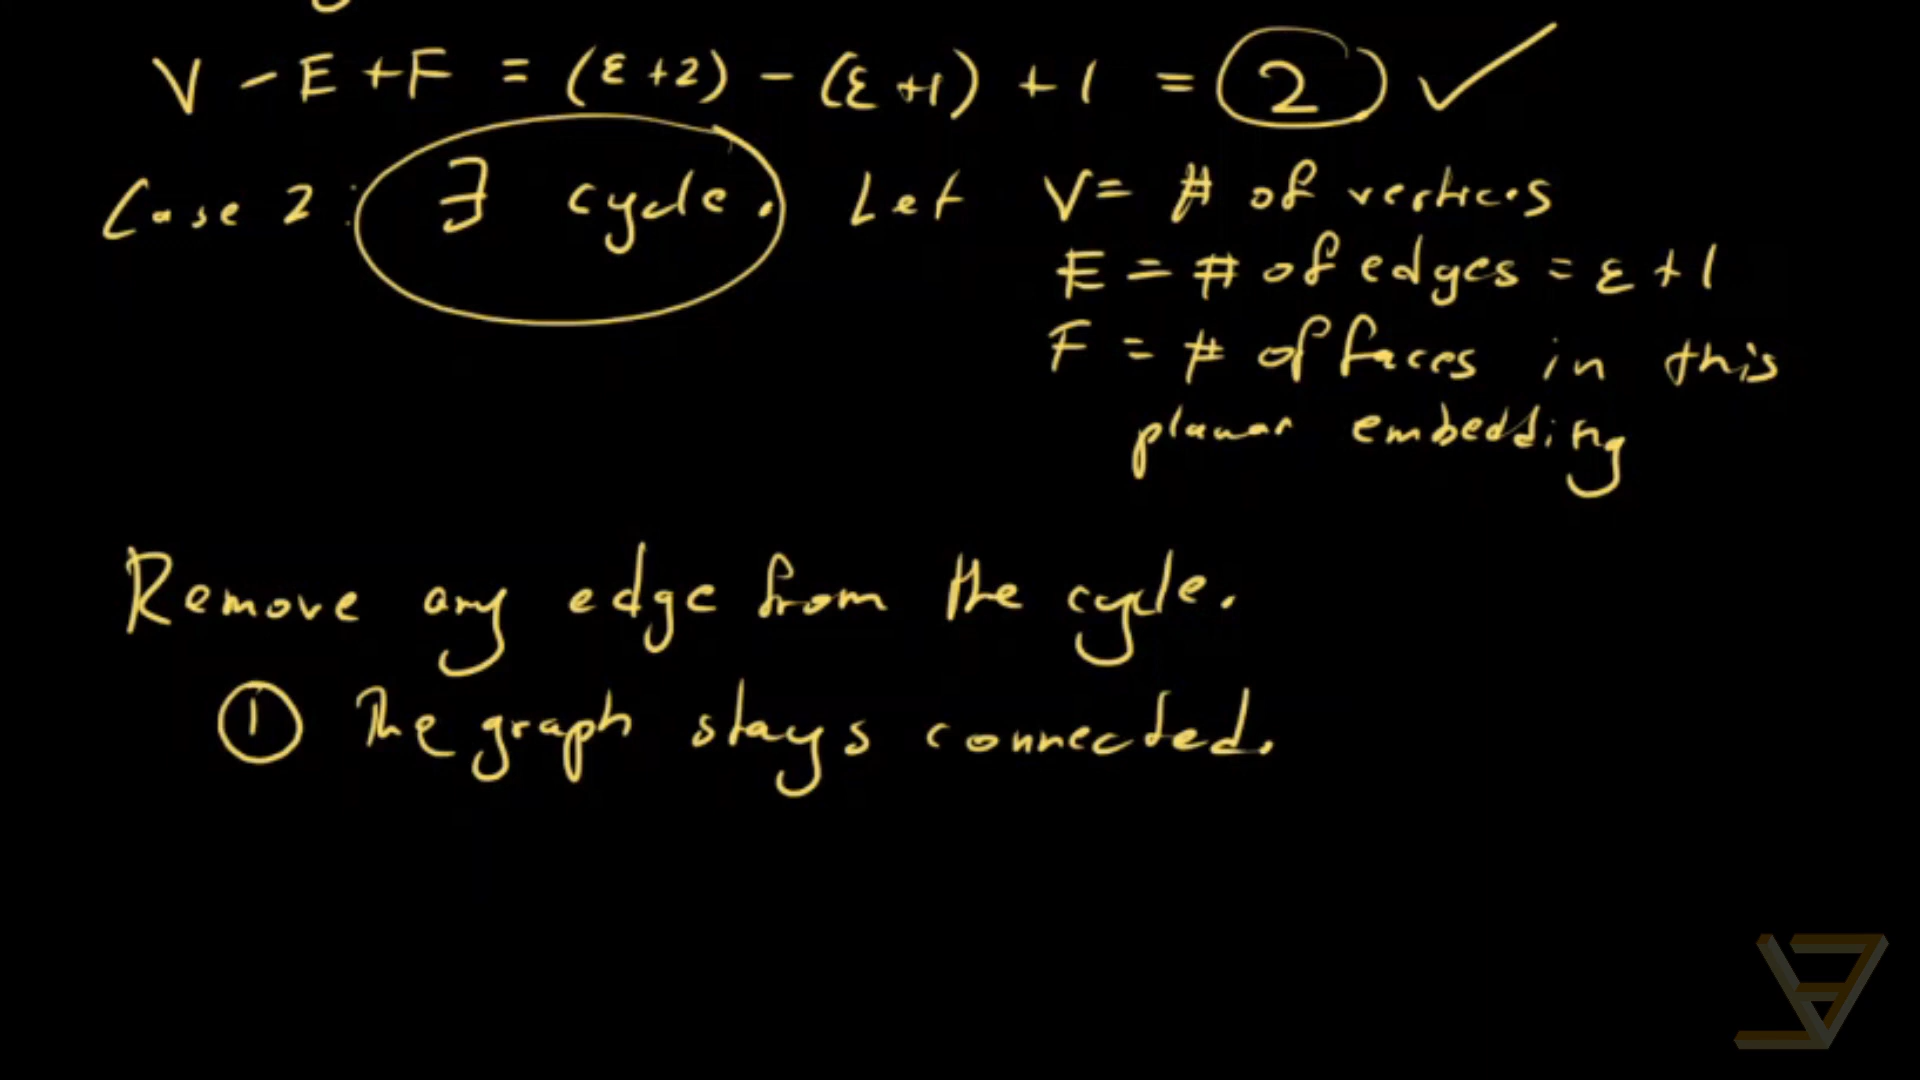 V - E + F = (ε+2) - (ε+1) + 1 = 2 ✓
Case 2: ∃ cycle. Let V = # of vertices
E = # of edges = ε + 1
F = # of faces in this
planar embedding
Remove any edge from the cycle.
① The graph stays connected.